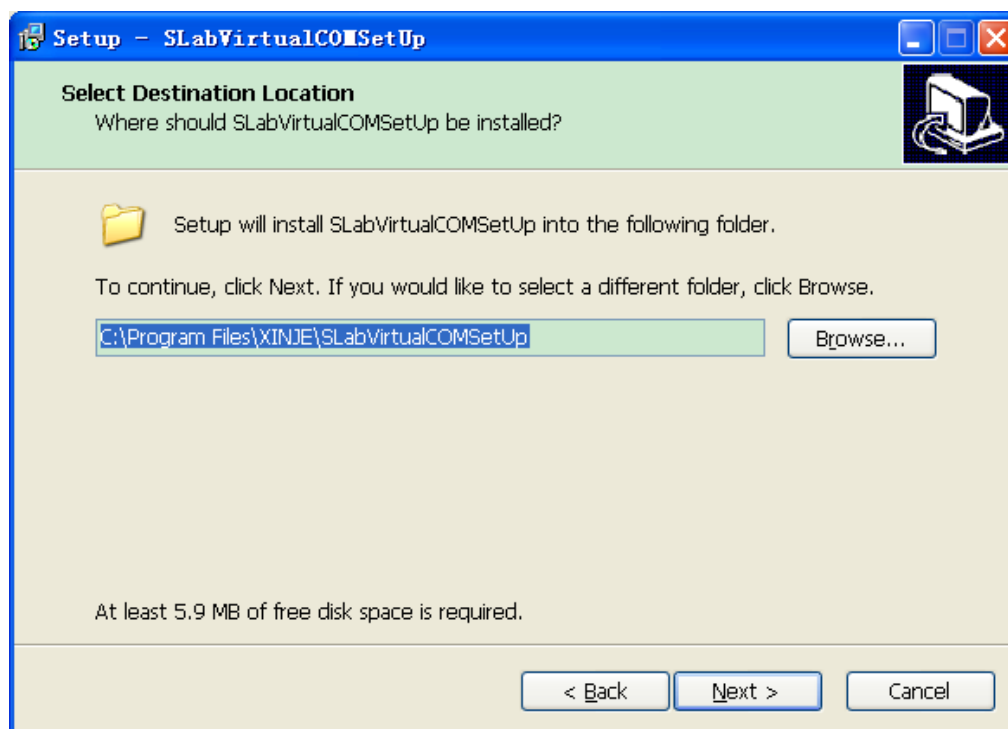 Setup - SLabVirtualCOMSetUp
Select Destination Location
Where should SLabVirtualCOMSetUp be installed?
Setup will install SLabVirtualCOMSetUp into the following folder.
To continue, click Next. If you would like to select a different folder, click Browse.
C:\Program Files\XINJE\SLabVirtualCOMSetUp
Browse...
At least 5.9 MB of free disk space is required.
< Back
Next >
Cancel